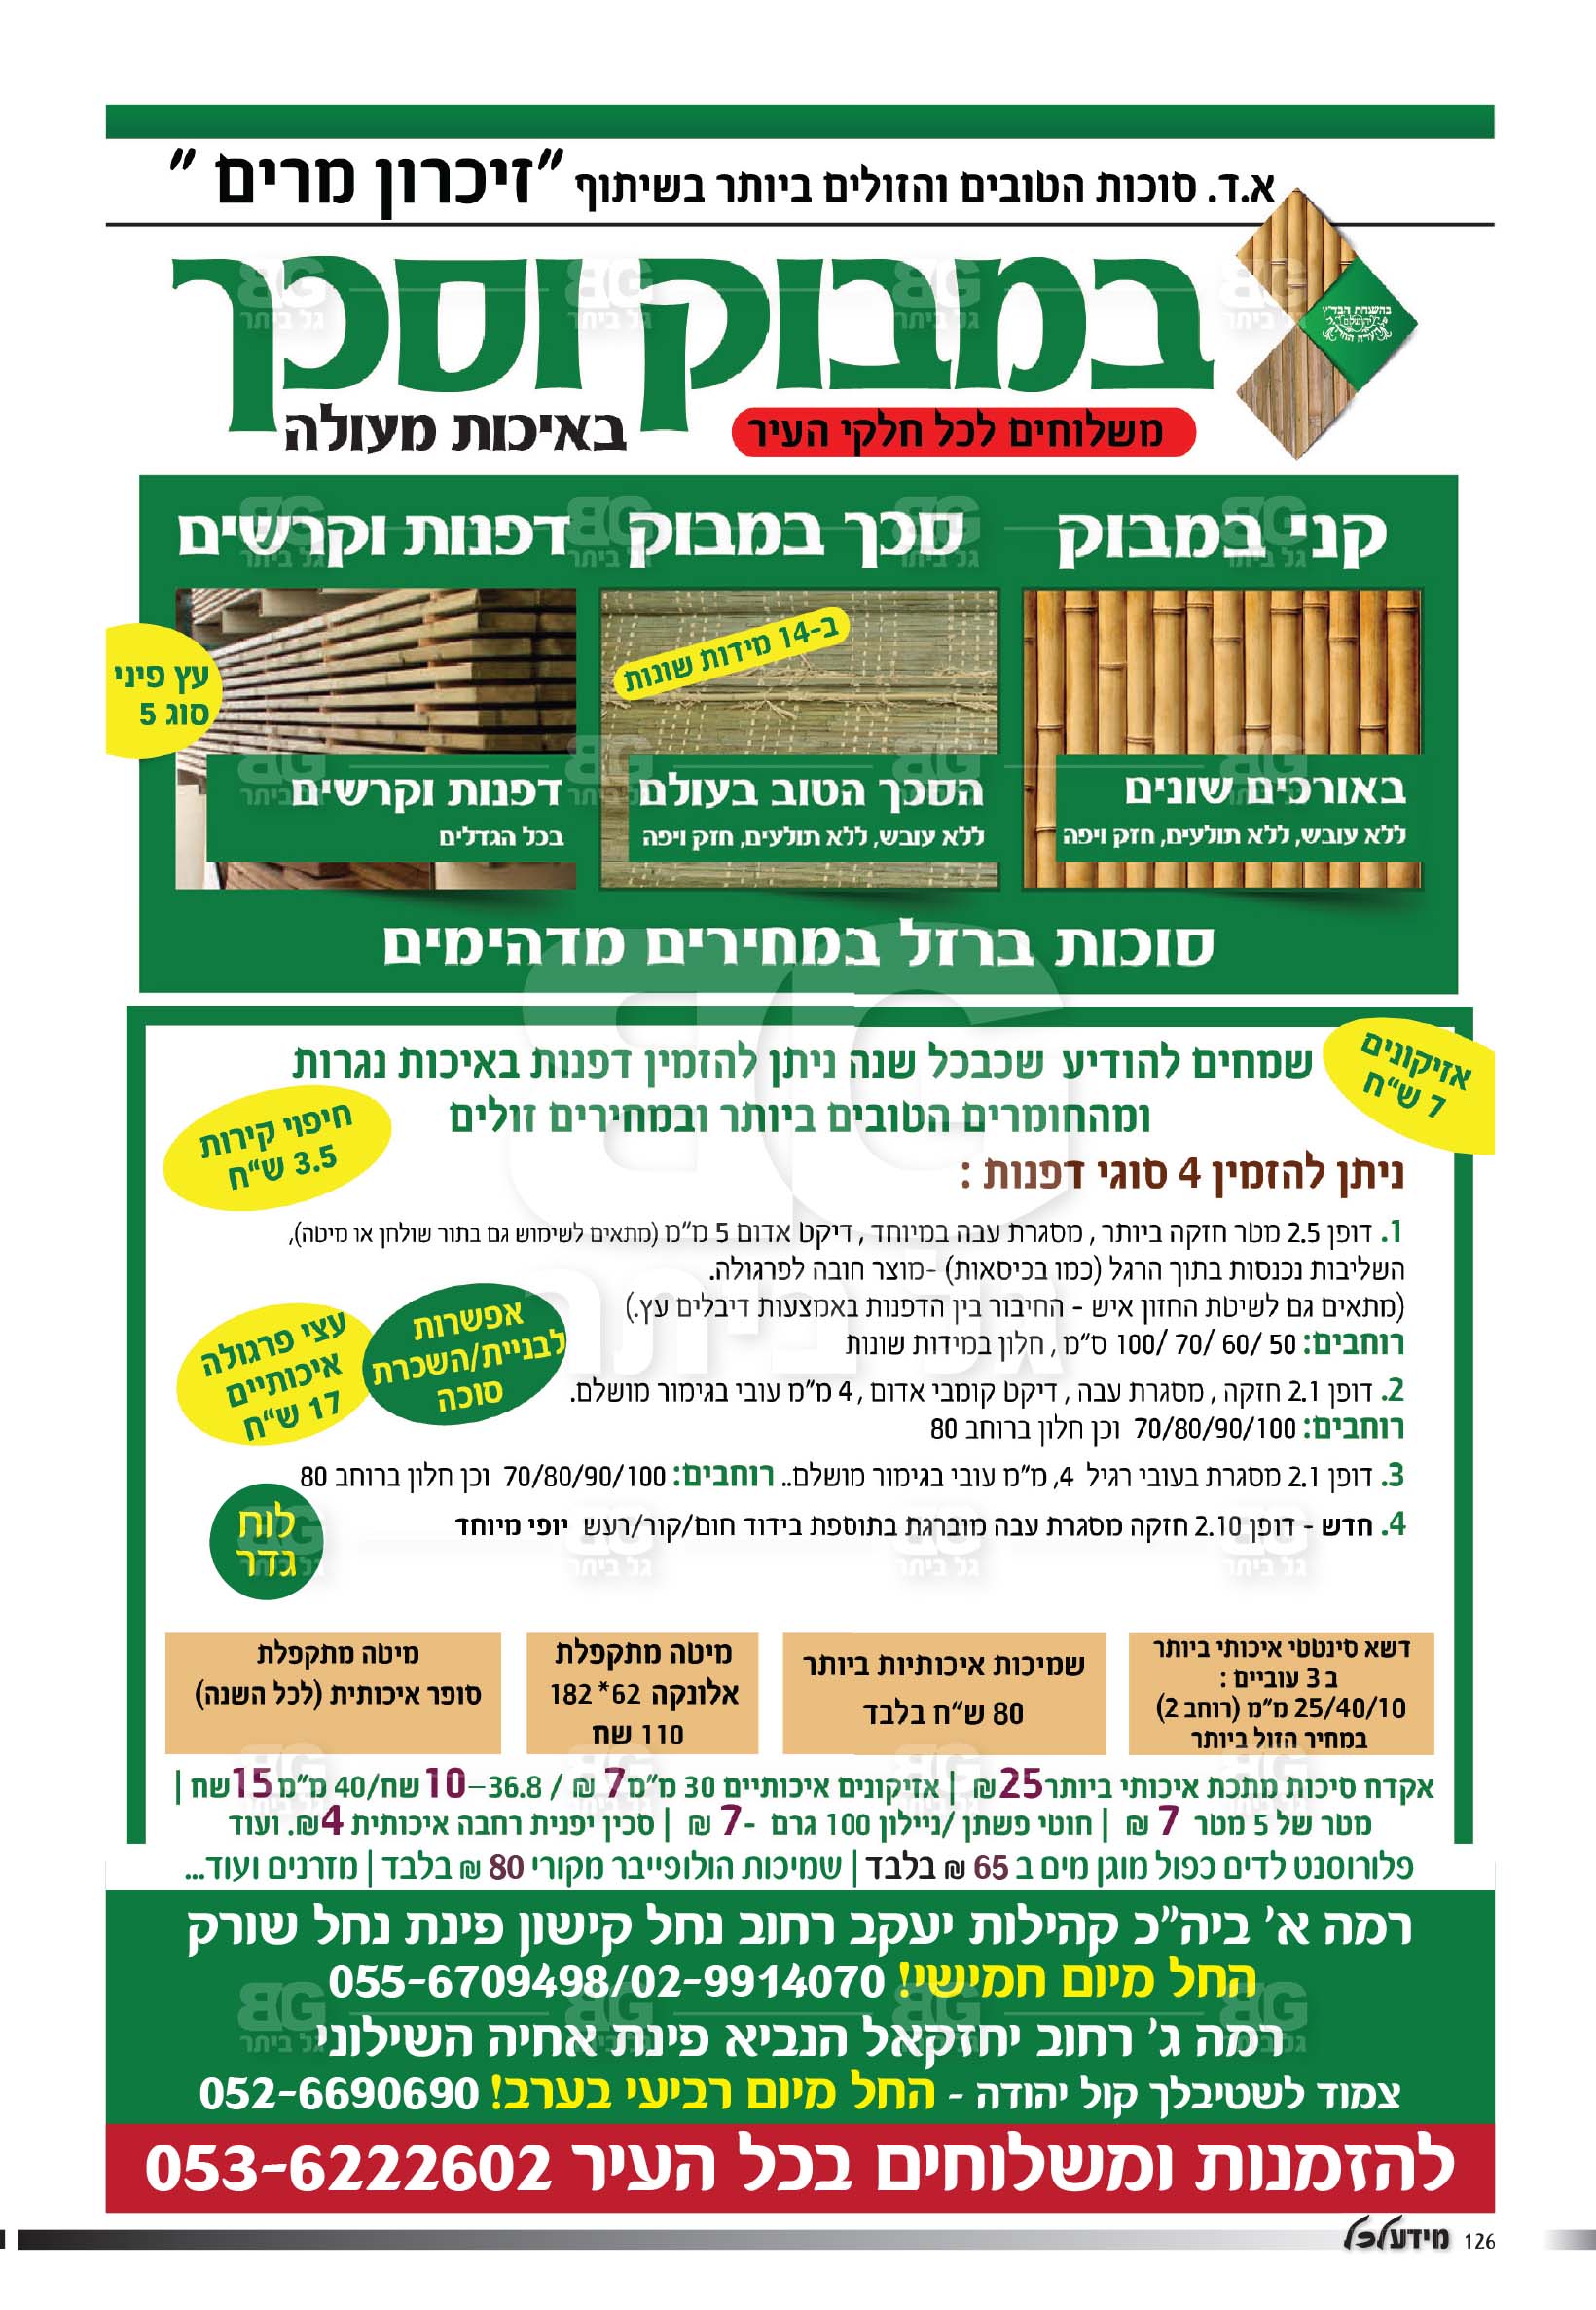 א.ד. סוכות הטובים והזולים ביותר בשיתוף "זיכרון מרים "
במבוק וסכך
בהשגחת הבד"ץ
משלוחים לכל חלקי העיר
באיכות מעולה
קני במבוק
סכך במבוק
דפנות וקרשים
ב-14 מידות שונות
עץ פיני
סוג 5
באורכים שונים
ללא עובש, ללא תולעים, חזק ויפה
הסכך הטוב בעולם
ללא עובש, ללא תולעים, חזק ויפה
דפנות וקרשים
בכל הגדלים
סוכות ברזל במחירים מדהימים
אזיקונים
7 ש"ח
שמחים להודיע שכבכל שנה ניתן להזמין דפנות באיכות נגרות
ומהחומרים הטובים ביותר ובמחירים זולים
חיפוי קירות
3.5 ש"ח
ניתן להזמין 4 סוגי דפנות :
1. דופן 2.5 מטר חזקה ביותר , מסגרת עבה במיוחד , דיקט אדום 5 מ"מ (מתאים לשימוש גם בתור שולחן או מיטה),
השליבות נכנסות בתוך הרגל (כמו בכיסאות) -מוצר חובה לפרגולה.
(מתאים גם לשיטת החזון איש - החיבור בין הדפנות באמצעות דיבלים עץ.)
רוחבים: 50 /60 /70 /100 ס"מ , חלון במידות שונות
אפשרות
לבניית/השכרת
סוכה
עצי פרגולה
איכותיים
17 ש"ח
2. דופן 2.1 חזקה , מסגרת עבה , דיקט קומבי אדום , 4 מ"מ עובי בגימור מושלם.
רוחבים: 70/80/90/100 וכן חלון ברוחב 80
3. דופן 2.1 מסגרת בעובי רגיל 4, מ"מ עובי בגימור מושלם.. רוחבים: 70/80/90/100 וכן חלון ברוחב 80
4. חדש - דופן 2.10 חזקה מסגרת עבה מוברגת בתוספת בידוד חום/קור/רעש יופי מיוחד
לוח
גדר
דשא סינטטי איכותי ביותר
ב 3 עוביים :
25/40/10 מ"מ (רוחב 2)
במחיר הזול ביותר
שמיכות איכותיות ביותר
80 ש"ח בלבד
מיטה מתקפלת
אלונקה 62* 182
110 שח
מיטה מתקפלת
סופר איכותית (לכל השנה)
אקדח סיכות מתכת איכותי ביותר25₪ | אזיקונים איכותיים 30 מ"מ7 ₪ / 36.8–10 שח/40 מ"מ15שח |
מטר של 5 מטר 7 ₪ | חוטי פשתן /ניילון 100 גרם -7 ₪ | סכין יפנית רחבה איכותית 4₪. ועוד
פלורוסנט לדים כפול מוגן מים ב 65 ₪ בלבד | שמיכות הולופייבר מקורי 80 ₪ בלבד | מזרנים ועוד...
רמה א' ביה"כ קהילות יעקב רחוב נחל קישון פינת נחל שורק
החל מיום חמישי! 055-6709498/02-9914070
רמה ג' רחוב יחזקאל הנביא פינת אחיה השילוני
צמוד לשטיבלך קול יהודה - החל מיום רביעי בערב! 052-6690690
להזמנות ומשלוחים בכל העיר 053-6222602
126 מידע לכל
BG
גל ביתר